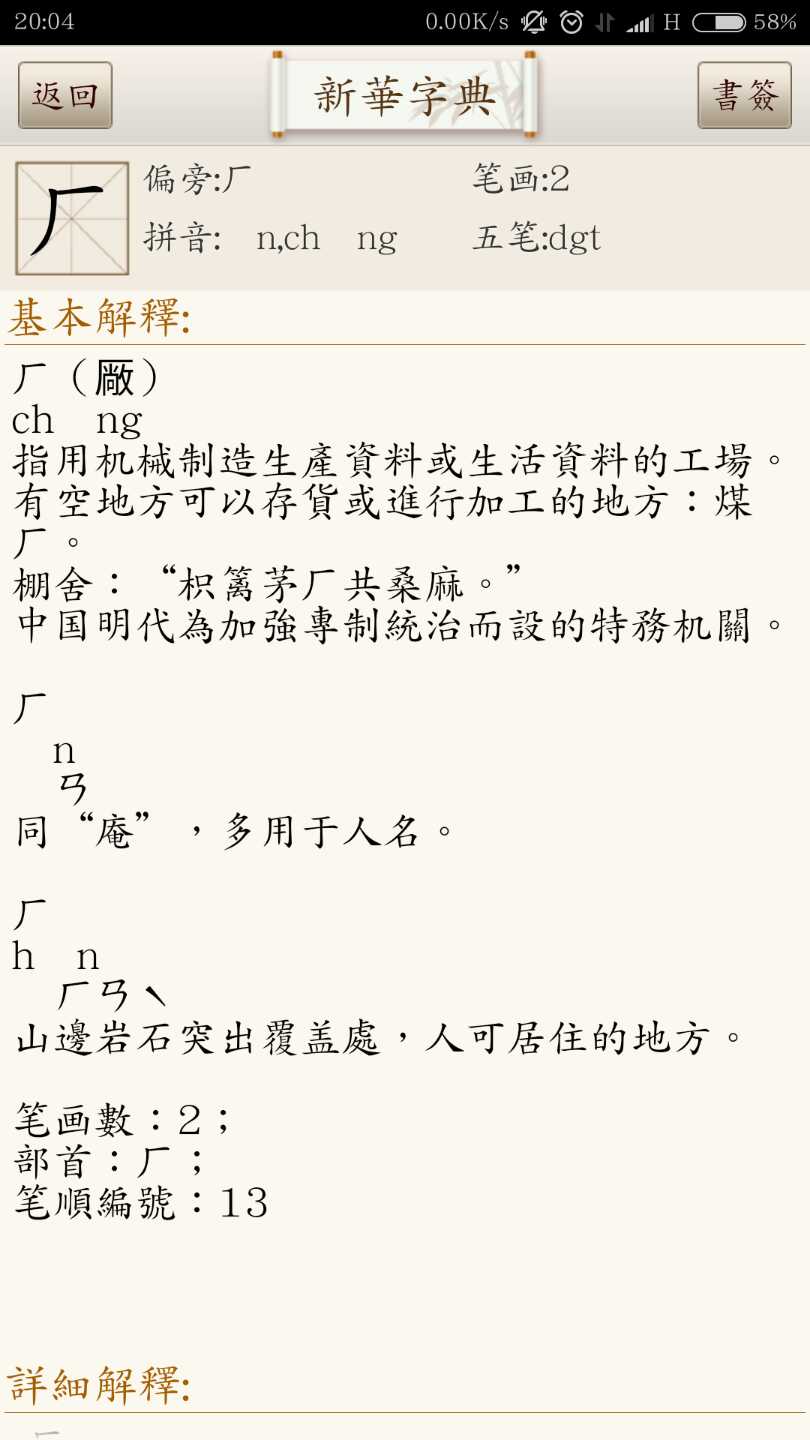 20:04 0.00K/s H 58%
返回 新華字典 書簽
厂 偏旁:厂 笔画:2
拼音: n,ch ng 五笔:dgt
基本解釋:
厂（厰）
ch ng
指用机械制造生產資料或生活資料的工場。
有空地方可以存貨或進行加工的地方：煤
厂。
棚舍：“枳篱茅厂共桑麻。”
中国明代為加強專制統治而設的特務机關。
厂
n
ㄢ
同“庵”，多用于人名。
厂
h n
ㄏㄢˋ
山邊岩石突出覆盖處，人可居住的地方。
笔画數：2；
部首：厂；
笔順編號：13
詳細解釋: